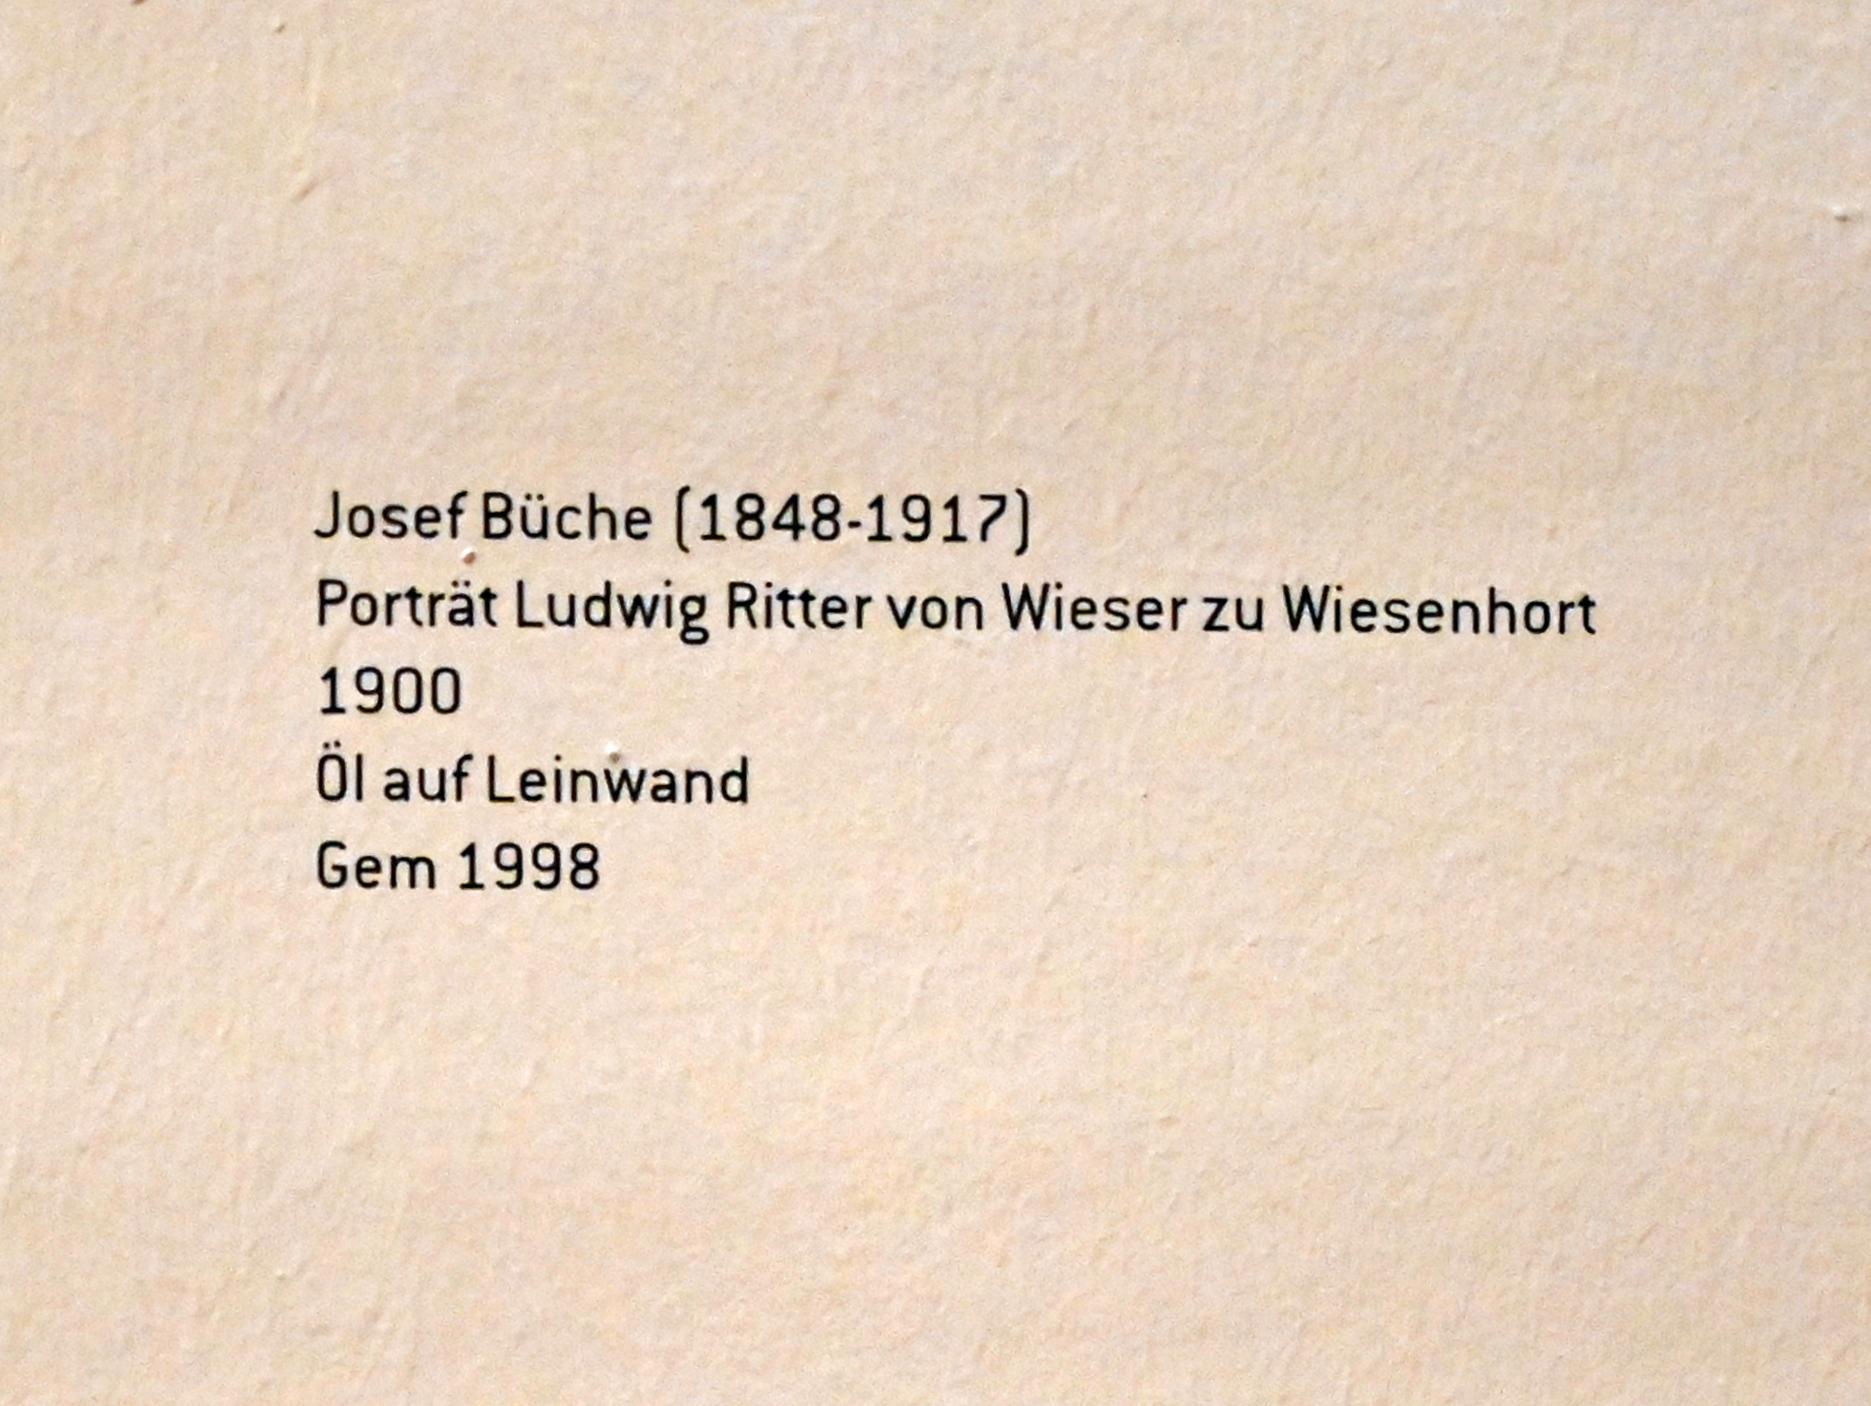 Josef Büche (1848-1917)
Porträt Ludwig Ritter von Wieser zu Wiesenhort
1900
Öl auf Leinwand
Gem 1998